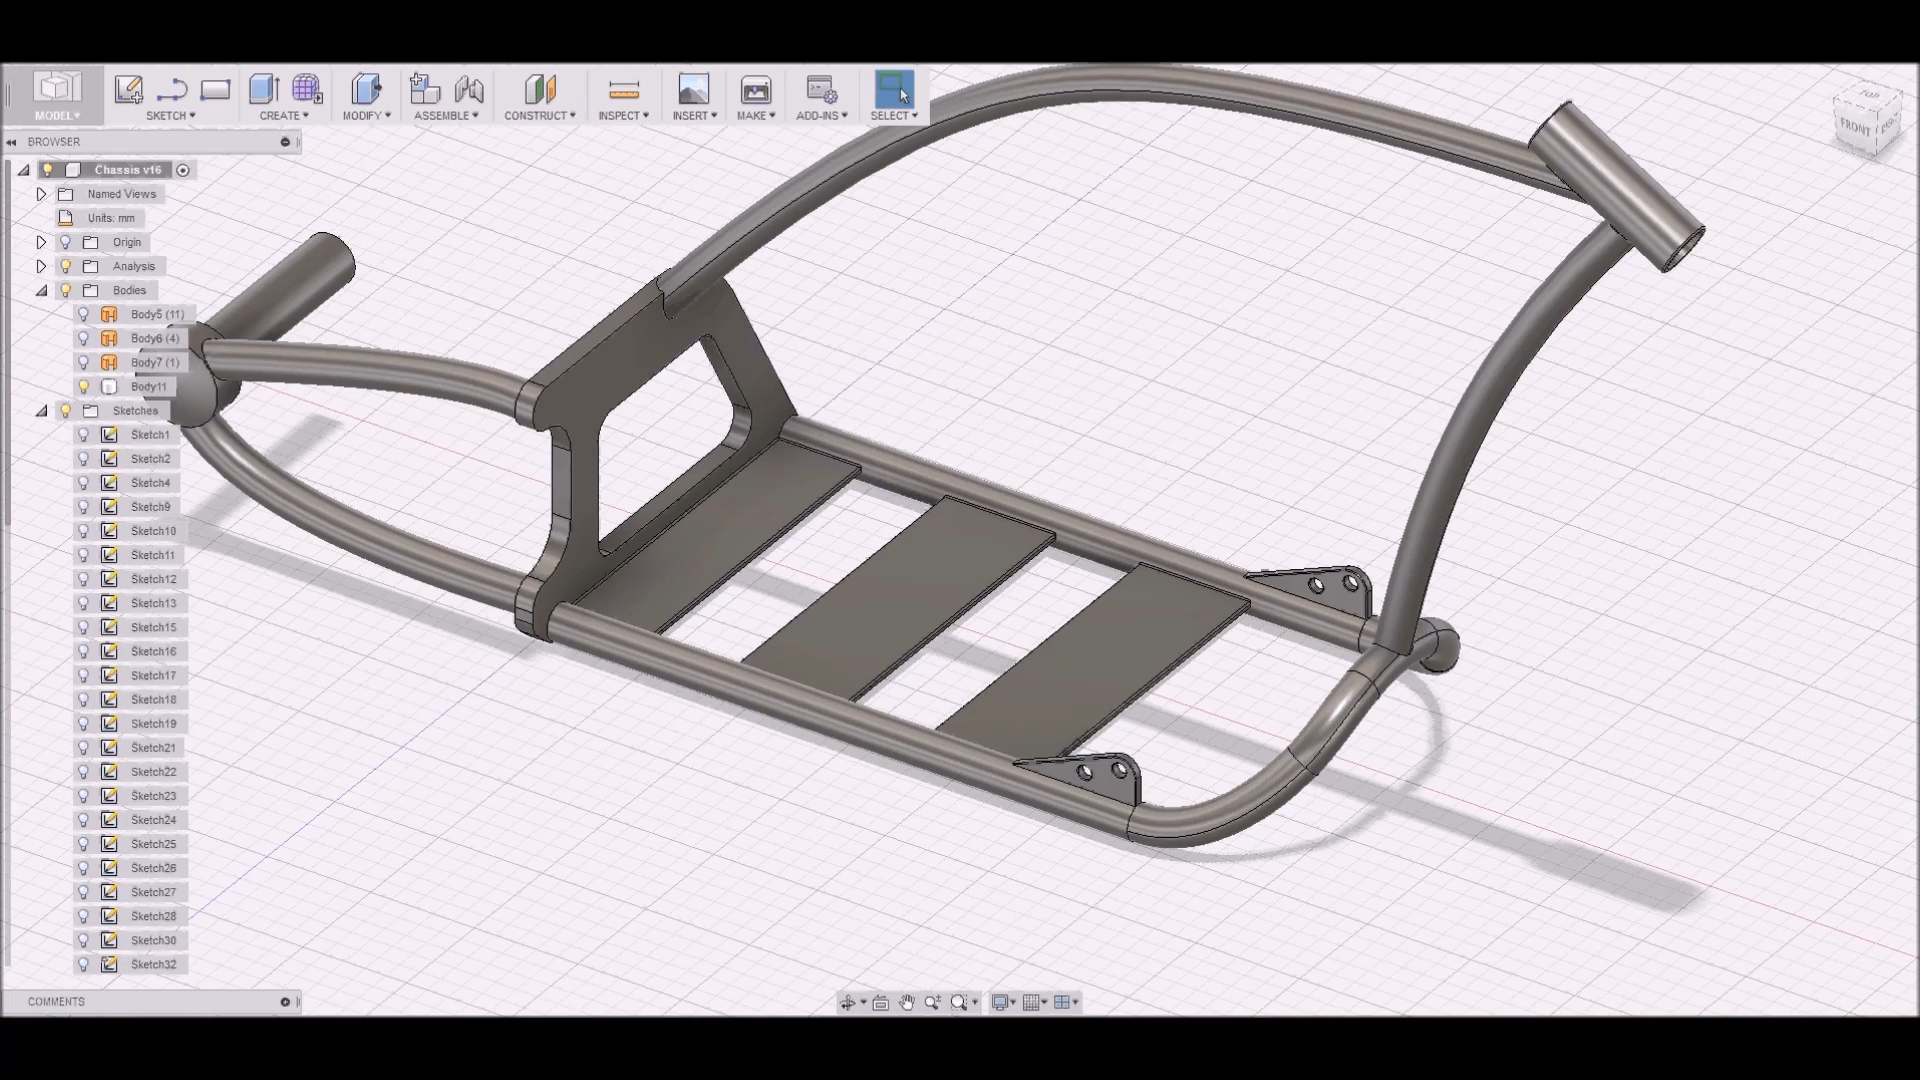 MODEL
SKETCH
CREATE
MODIFY
ASSEMBLE
CONSTRUCT
INSPECT
INSERT
MAKE
ADD-INS
SELECT
TOP
FRONT
BROWSER
Chassis v16
Named Views
Units: mm
Origin
Analysis
Bodies
Body5 (11)
Body6 (4)
Body7 (1)
Body11
Sketches
Sketch1
Sketch2
Sketch4
Sketch9
Sketch10
Sketch11
Sketch12
Sketch13
Sketch15
Sketch16
Sketch17
Sketch18
Sketch19
Sketch21
Sketch22
Sketch23
Sketch24
Sketch25
Sketch26
Sketch27
Sketch28
Sketch30
Sketch32
COMMENTS